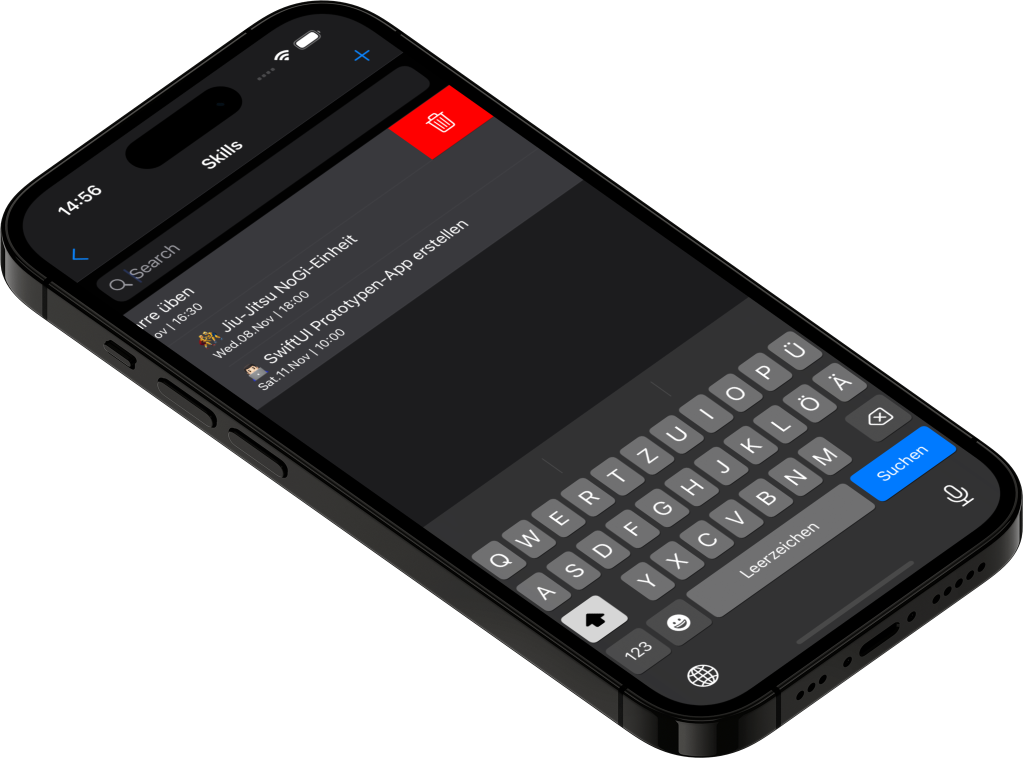 14:56
Skills
Search
rre üben
ov | 16:30
Jiu-Jitsu NoGi-Einheit
Wed.08.Nov | 18:00
SwiftUI Prototypen-App erstellen
Sat.11.Nov | 10:00
Q W E R T Z U I O P Ü
A S D F G H J K L Ö Ä
Y X C V B N M
123 Leerzeichen Suchen